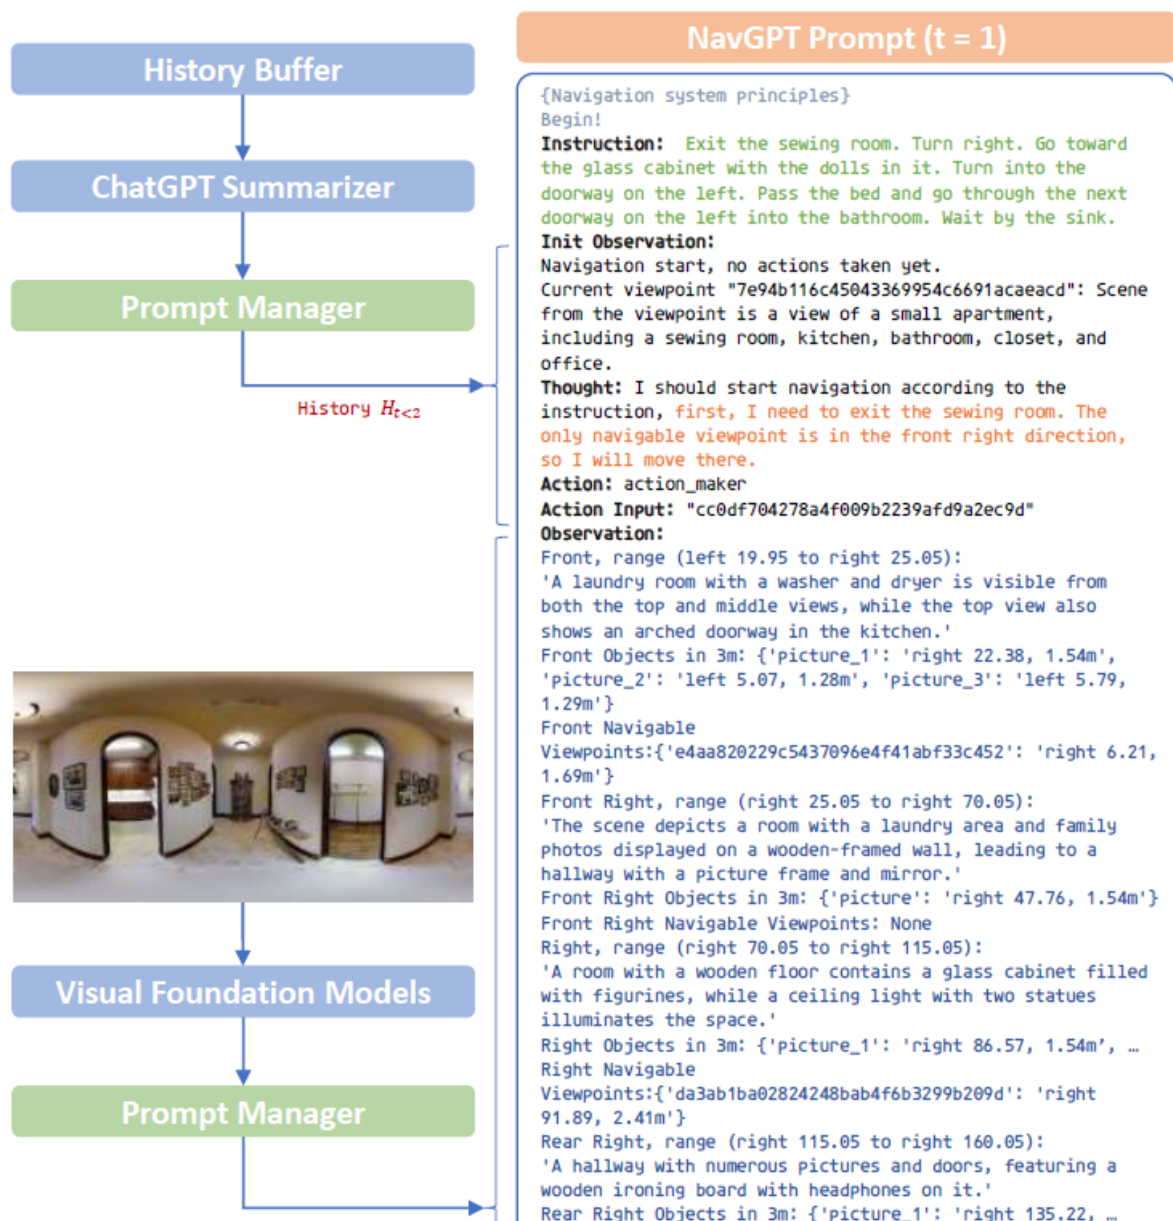 History Buffer
ChatGPT Summarizer
Prompt Manager
History H_{t<2}
Visual Foundation Models
Prompt Manager
NavGPT Prompt (t = 1)
{Navigation system principles}
Begin!
Instruction: Exit the sewing room. Turn right. Go toward
the glass cabinet with the dolls in it. Turn into the
doorway on the left. Pass the bed and go through the next
doorway on the left into the bathroom. Wait by the sink.
Init Observation:
Navigation start, no actions taken yet.
Current viewpoint "7e94b116c45043369954c6691acaeacd": Scene
from the viewpoint is a view of a small apartment,
including a sewing room, kitchen, bathroom, closet, and
office.
Thought: I should start navigation according to the
instruction, first, I need to exit the sewing room. The
only navigable viewpoint is in the front right direction,
so I will move there.
Action: action_maker
Action Input: "cc0df704278a4f009b2239afd9a2ec9d"
Observation:
Front, range (left 19.95 to right 25.05):
'A laundry room with a washer and dryer is visible from
both the top and middle views, while the top view also
shows an arched doorway in the kitchen.'
Front Objects in 3m: {'picture_1': 'right 22.38, 1.54m',
'picture_2': 'left 5.07, 1.28m', 'picture_3': 'left 5.79,
1.29m'}
Front Navigable
Viewpoints:{'e4aa820229c5437096e4f41abf33c452': 'right 6.21,
1.69m'}
Front Right, range (right 25.05 to right 70.05):
'The scene depicts a room with a laundry area and family
photos displayed on a wooden-framed wall, leading to a
hallway with a picture frame and mirror.'
Front Right Objects in 3m: {'picture': 'right 47.76, 1.54m'}
Front Right Navigable Viewpoints: None
Right, range (right 70.05 to right 115.05):
'A room with a wooden floor contains a glass cabinet filled
with figurines, while a ceiling light with two statues
illuminates the space.'
Right Objects in 3m: {'picture_1': 'right 86.57, 1.54m’, …
Right Navigable
Viewpoints:{'da3ab1ba02824248bab4f6b3299b209d': 'right
91.89, 2.41m'}
Rear Right, range (right 115.05 to right 160.05):
'A hallway with numerous pictures and doors, featuring a
wooden ironing board with headphones on it.'
Rear Right Objects in 3m: {'picture_1': 'right 135.22, …